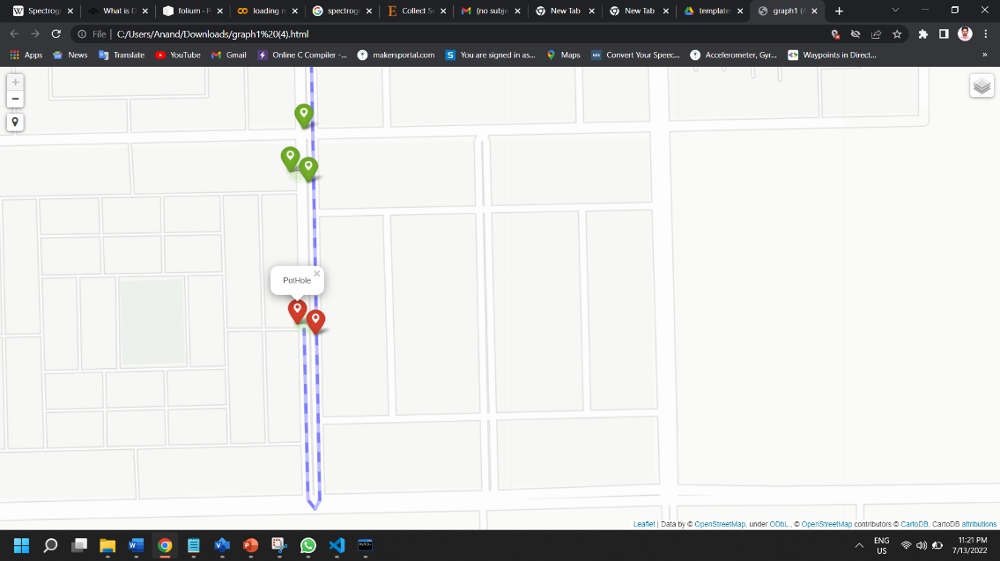 Spectrog
What is D
folium - P
loading m
spectrogr
Collect Se
(no subje
New Tab
New Tab
template
graph1 (4
File
C:/Users/Anand/Downloads/graph1%20(4).html
Apps
News
Translate
YouTube
Gmail
Online C Compiler -...
makersportal.com
You are signed in as...
Maps
Convert Your Speec...
Accelerometer, Gyr...
Waypoints in Direct...
»
+
−
PotHole
×
Leaflet | Data by © OpenStreetMap, under ODbL., © OpenStreetMap contributors © CartoDB, CartoDB attributions
ENG
US
11:21 PM
7/13/2022